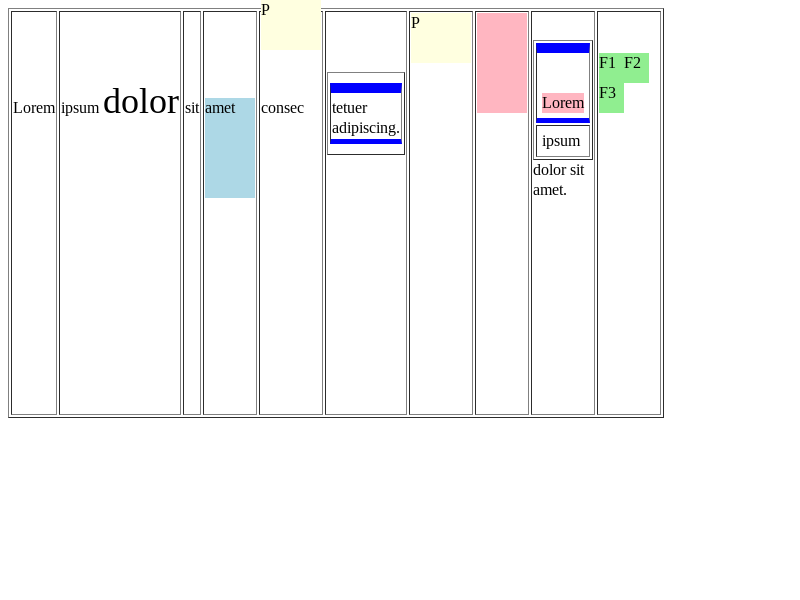 Lorem
ipsum dolor
sit
amet
P
consec
tetuer
adipiscing.
P
Lorem
ipsum
dolor sit
amet.
F1 F2
F3